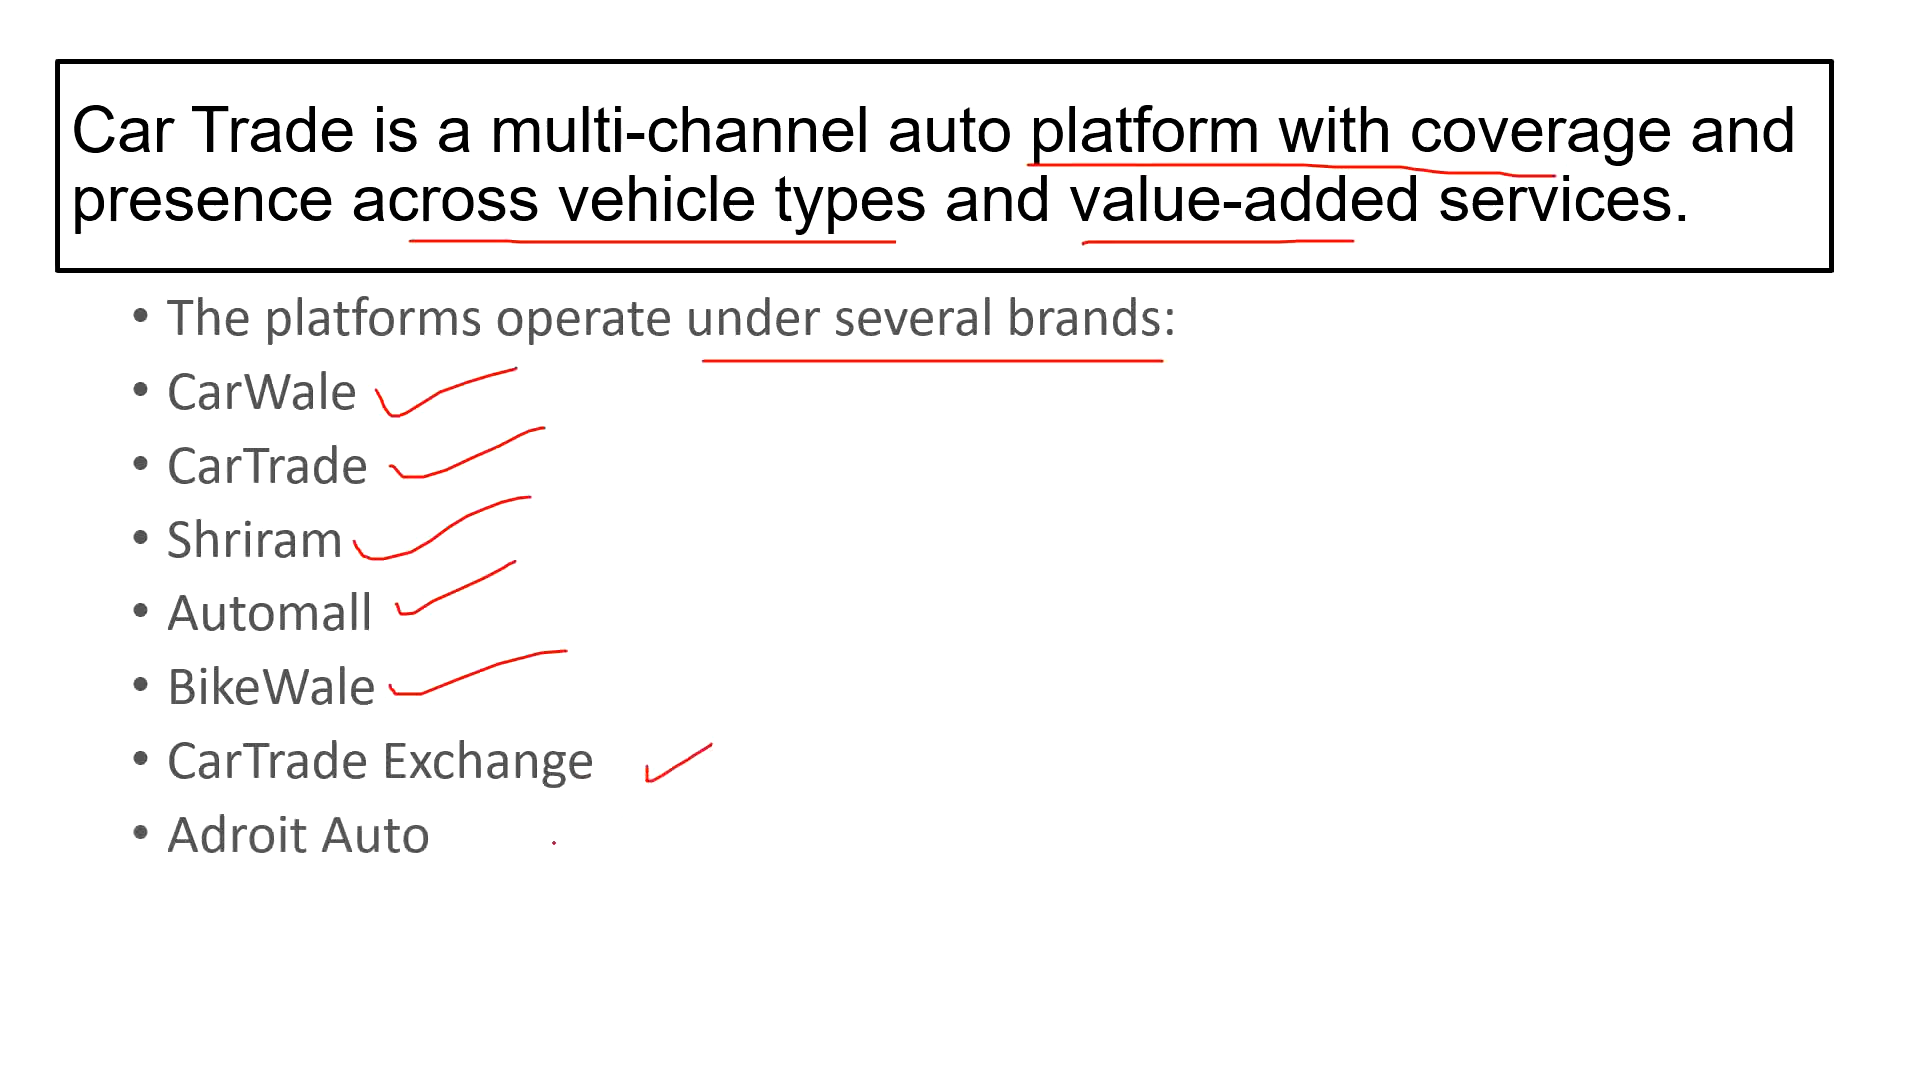 Car Trade is a multi-channel auto platform with coverage and
presence across vehicle types and value-added services.
• The platforms operate under several brands:
• CarWale
• CarTrade
• Shriram
• Automall
• BikeWale
• CarTrade Exchange
• Adroit Auto